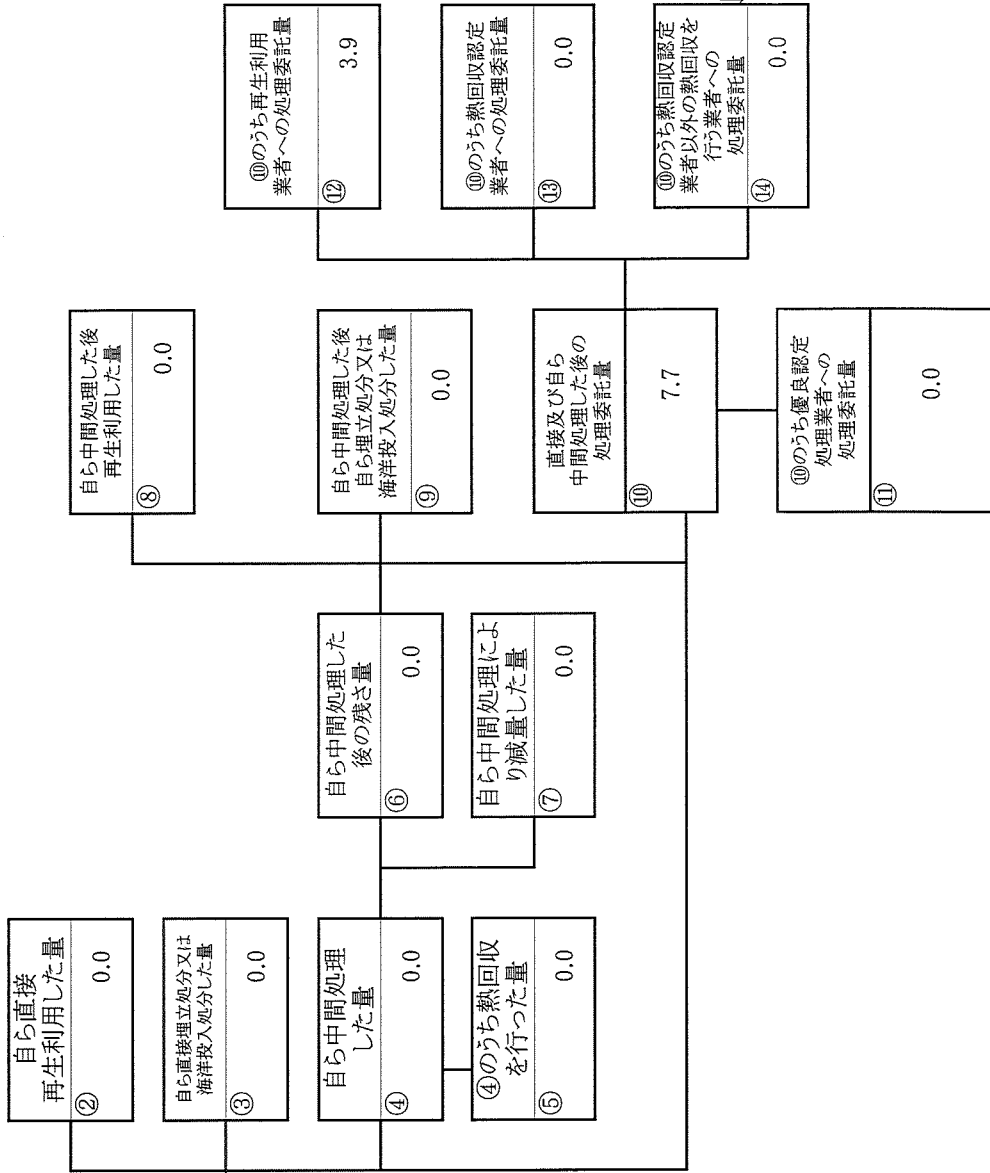 自ら直接
再生利用した量
②
0.0
自ら直接埋立処分又は
海洋投入処分した量
③
0.0
自ら中間処理
した量
④
0.0
④のうち熱回収
を行った量
⑤
0.0
自ら中間処理した
後の残さ量
⑥
0.0
自ら中間処理によ
り減量した量
⑦
0.0
自ら中間処理した後
再生利用した量
⑧
0.0
自ら中間処理した後
自ら埋立処分又は
海洋投入処分した量
⑨
0.0
直接及び自ら
中間処理した後の
処理委託量
⑩
7.7
⑩のうち優良認定
処理業者への
処理委託量
⑪
0.0
⑩のうち再生利用
業者への処理委託量
⑫
3.9
⑩のうち熱回収認定
業者への処理委託量
⑬
0.0
⑩のうち熱回収認定
業者以外の熱回収を
行う業者への
処理委託量
⑭
0.0